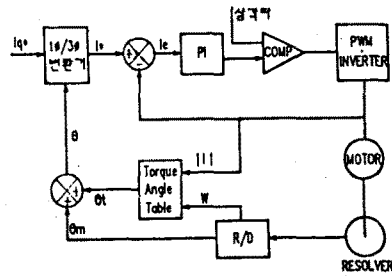 Iq*
1Φ/3Φ
변환기
I*
Ie
PI
삼각파
COMP
PWM
INVERTER
MOTOR
RESOLVER
R/D
Torque
Angle
Table
|I|
W
θ
θt
θm